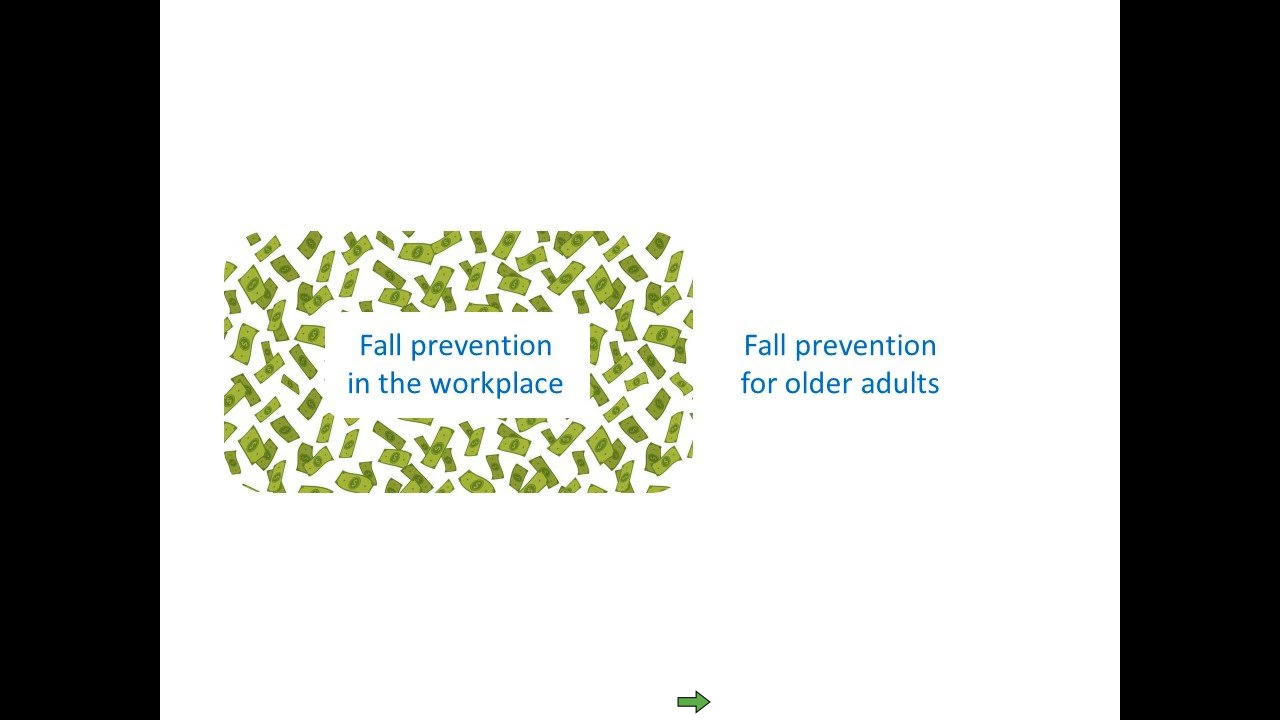 Fall prevention
in the workplace
Fall prevention
for older adults